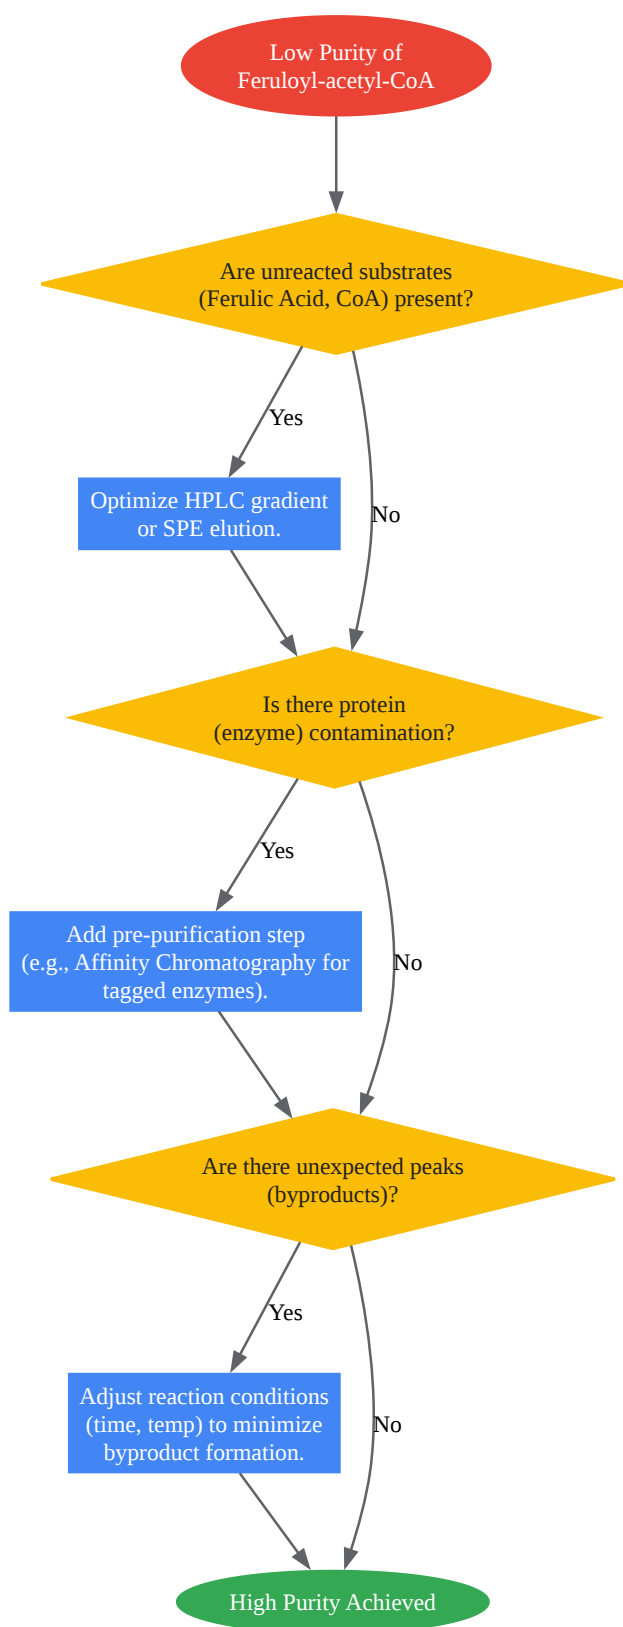 Low Purity of
Feruloyl-acetyl-CoA
Are unreacted substrates
(Ferulic Acid, CoA) present?
Yes
Optimize HPLC gradient
or SPE elution.
No
Is there protein
(enzyme) contamination?
Yes
Add pre-purification step
(e.g., Affinity Chromatography for
tagged enzymes).
No
Are there unexpected peaks
(byproducts)?
Yes
Adjust reaction conditions
(time, temp) to minimize
byproduct formation.
No
High Purity Achieved